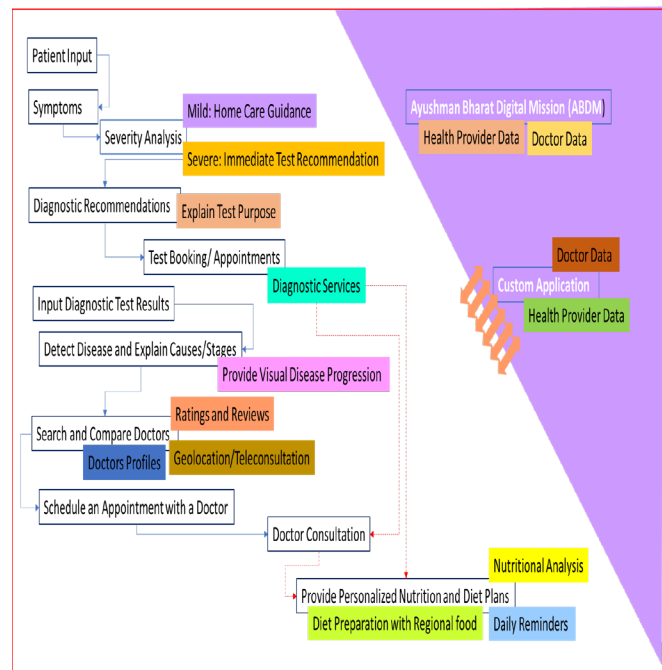 Patient Input
Symptoms
Mild: Home Care Guidance
Severity Analysis
Severe: Immediate Test Recommendation
Ayushman Bharat Digital Mission (ABDM)
Health Provider Data
Doctor Data
Diagnostic Recommendations
Explain Test Purpose
Test Booking/ Appointments
Diagnostic Services
Doctor Data
Custom Application
Health Provider Data
Input Diagnostic Test Results
Detect Disease and Explain Causes/Stages
Provide Visual Disease Progression
Ratings and Reviews
Search and Compare Doctors
Doctors Profiles
Geolocation/Teleconsultation
Schedule an Appointment with a Doctor
Doctor Consultation
Nutritional Analysis
Provide Personalized Nutrition and Diet Plans
Diet Preparation with Regional food
Daily Reminders